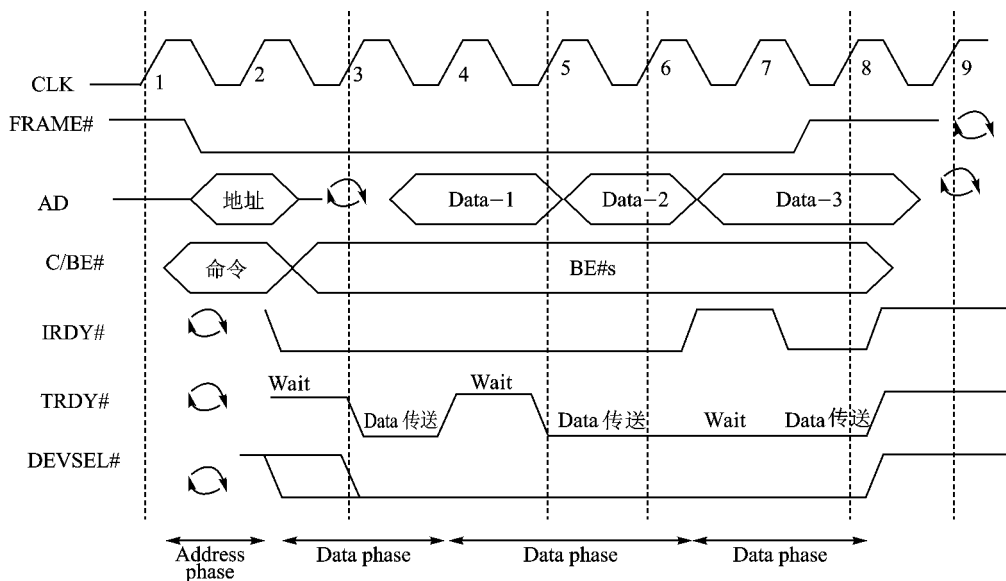 CLK
1 2 3 4 5 6 7 8 9
FRAME#
AD
地址
Data-1
Data-2
Data-3
C/BE#
命令
BE#s
IRDY#
TRDY#
Wait
Data 传送
Wait
Data 传送
Wait
Data 传送
DEVSEL#
Address
phase
Data phase
Data phase
Data phase